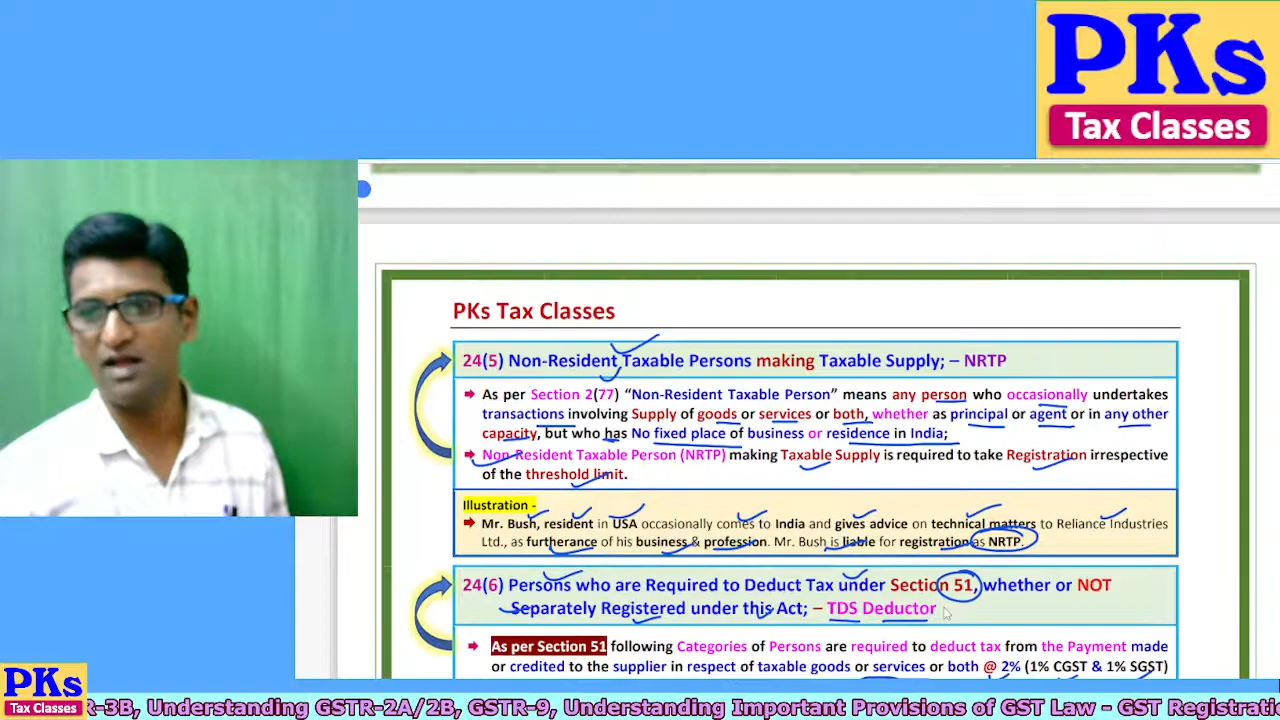 PKs
Tax Classes
PKs Tax Classes
24(5) Non-Resident Taxable Persons making Taxable Supply; – NRTP
As per Section 2(77) “Non-Resident Taxable Person” means any person who occasionally undertakes
transactions involving Supply of goods or services or both, whether as principal or agent or in any other
capacity, but who has No fixed place of business or residence in India;
Non-Resident Taxable Person (NRTP) making Taxable Supply is required to take Registration irrespective
of the threshold limit.
Illustration -
Mr. Bush, resident in USA occasionally comes to India and gives advice on technical matters to Reliance Industries
Ltd., as furtherance of his business & profession. Mr. Bush is liable for registration as NRTP.
24(6) Persons who are Required to Deduct Tax under Section 51, whether or NOT
Separately Registered under this Act; – TDS Deductor
As per Section 51 following Categories of Persons are required to deduct tax from the Payment made
or credited to the supplier in respect of taxable goods or services or both @ 2% (1% CGST & 1% SGST)
PKs
Tax Classes
R-3B, Understanding GSTR-2A/2B, GSTR-9, Understanding Important Provisions of GST Law - GST Registratio